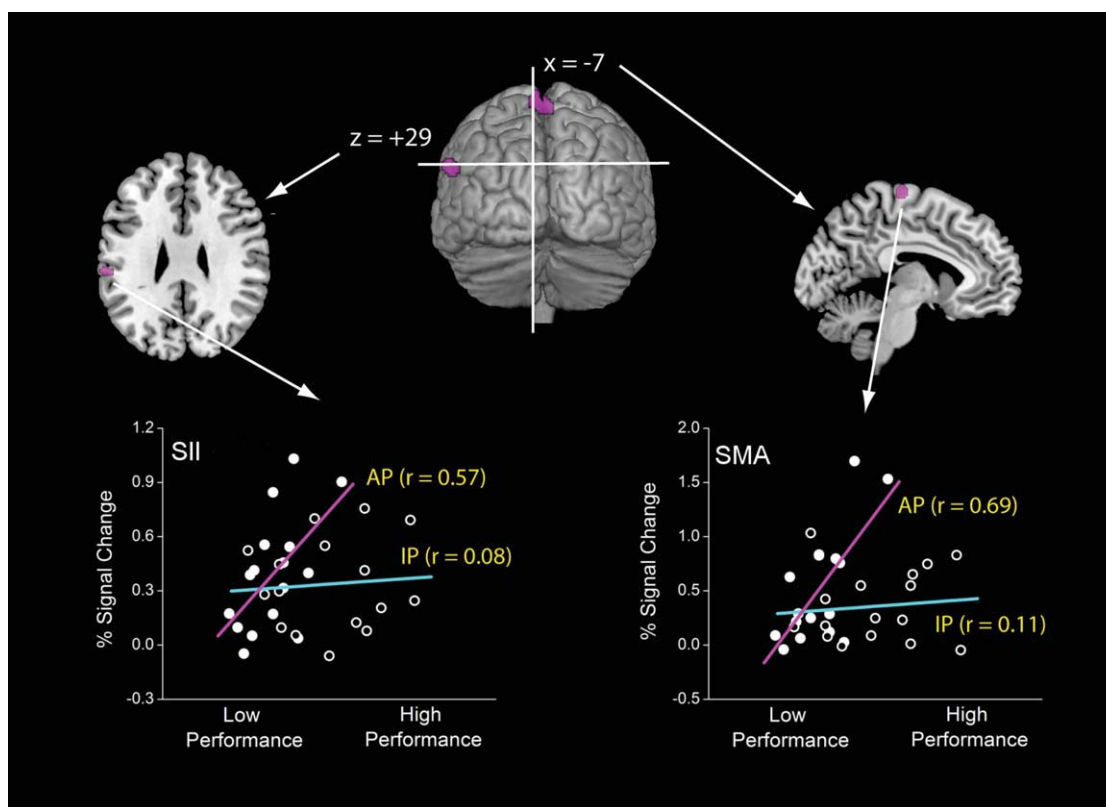 x = -7
z = +29
SII
1.2
0.9
0.6
0.3
0.0
-0.3
% Signal Change
AP (r = 0.57)
IP (r = 0.08)
Low
Performance
High
Performance
SMA
2.0
1.5
1.0
0.5
0.0
-0.5
% Signal Change
AP (r = 0.69)
IP (r = 0.11)
Low
Performance
High
Performance